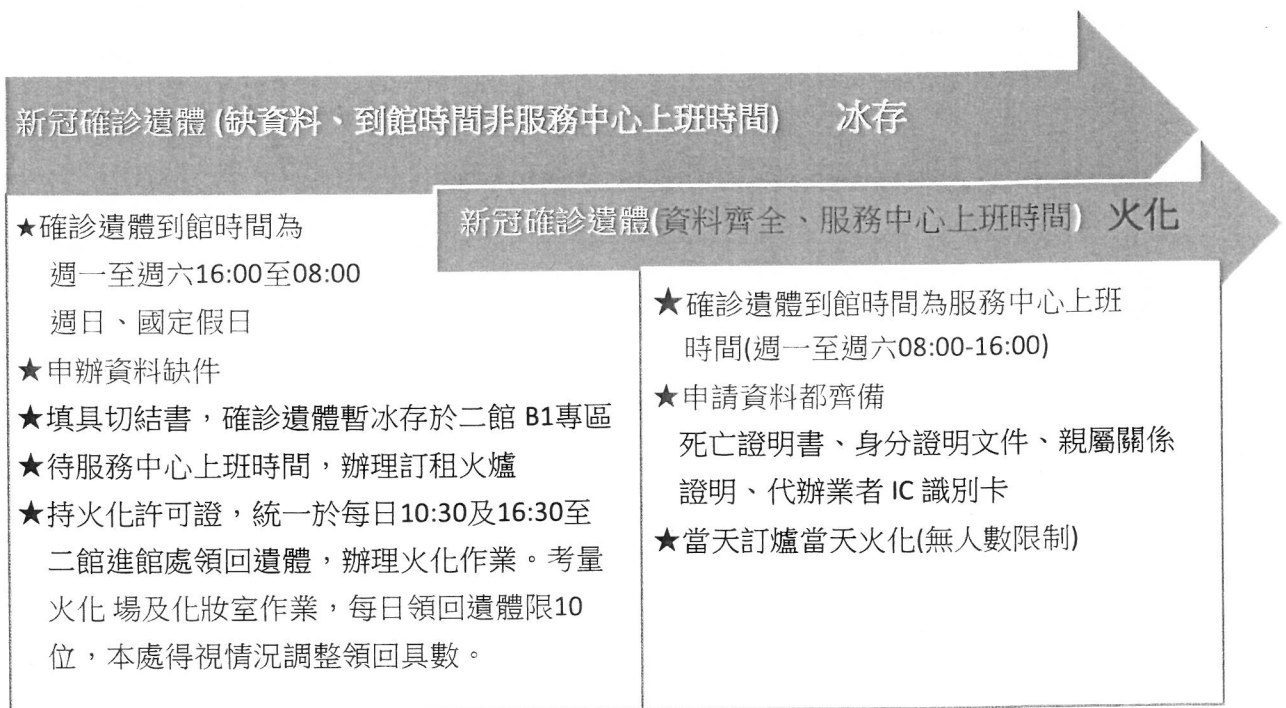 新冠確診遺體 (缺資料、到館時間非服務中心上班時間) 冰存
★確診遺體到館時間為
週一至週六16:00至08:00
週日、國定假日
★申辦資料缺件
★填具切結書，確診遺體暫冰存於二館 B1專區
★待服務中心上班時間，辦理訂租火爐
★持火化許可證，統一於每日10:30及16:30至
二館進館處領回遺體，辦理火化作業。考量
火化 場及化妝室作業，每日領回遺體限10
位，本處得視情況調整領回具數。
新冠確診遺體(資料齊全、服務中心上班時間) 火化
★確診遺體到館時間為服務中心上班
時間(週一至週六08:00-16:00)
★申請資料都齊備
死亡證明書、身分證明文件、親屬關係
證明、代辦業者 IC 識別卡
★當天訂爐當天火化(無人數限制)